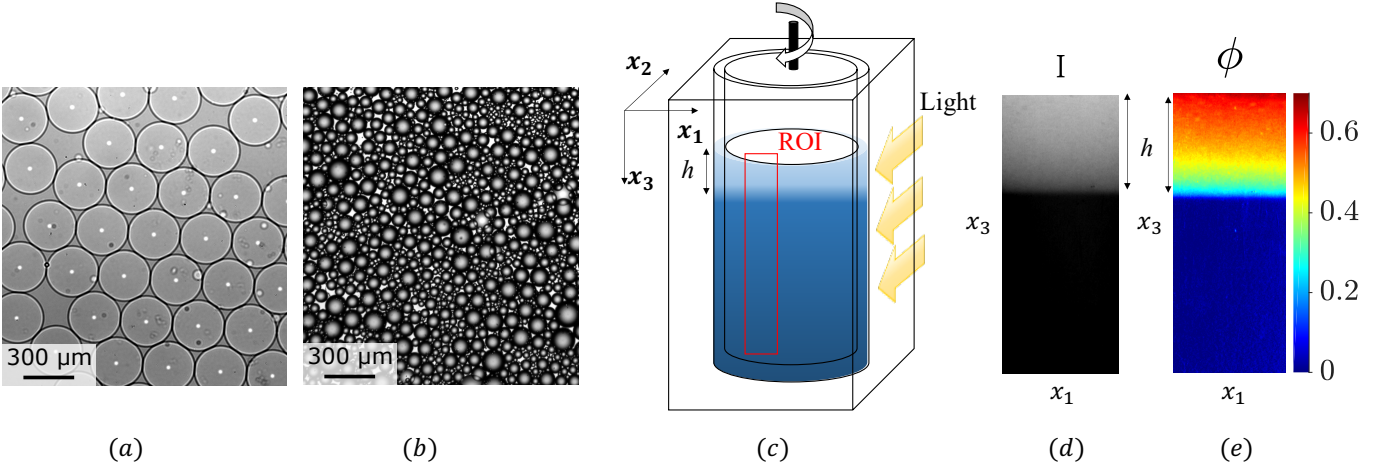 300 μm
(a)
300 μm
(b)
x₂
x₁
x₃
h
ROI
Light
(c)
I
h
x₃
x₁
(d)
ϕ
x₃
x₁
0.6
0.4
0.2
0
(e)